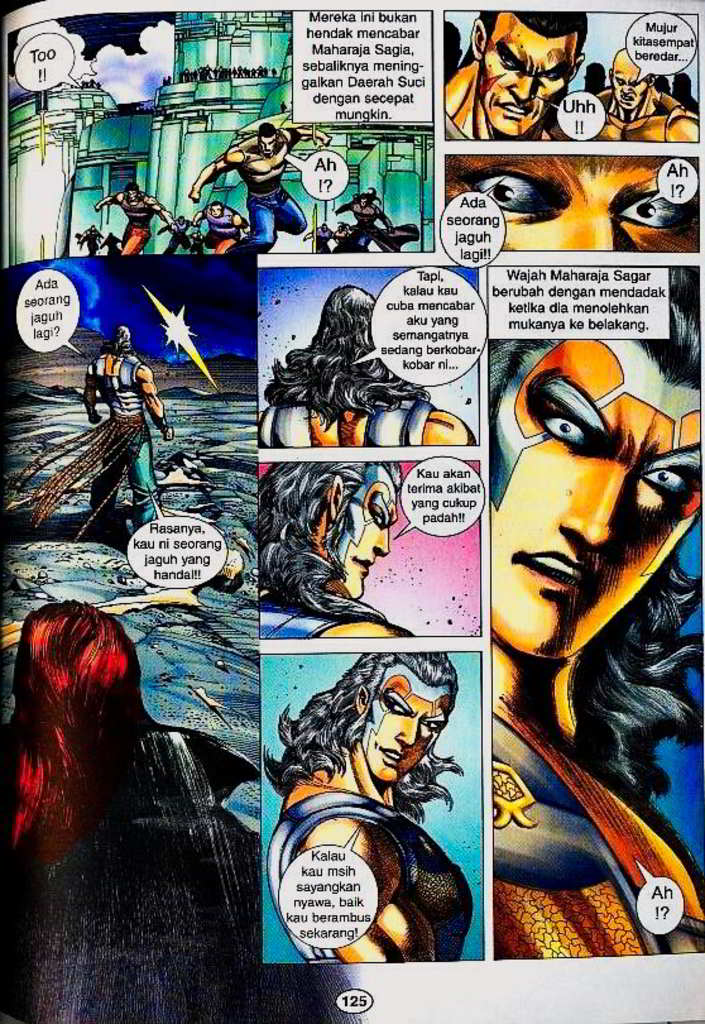 Too
!!
Mereka ini bukan
hendak mencabar
Maharaja Sagia,
sebaliknya mening-
galkan Daerah Suci
dengan secepat
mungkin.
Ah
!?
Mujur
kitasempat
beredar...
Uhh
!!
Ah
!?
Ada
seorang
jaguh
lagi!!
Ada
seorang
jaguh
lagi?
Rasanya,
kau ni seorang
jaguh yang
handal!!
Tapi,
kalau kau
cuba mencabar
aku yang
semangatnya
sedang berkobar-
kobar ni...
Kau akan
terima akibat
yang cukup
padah!!
Kalau
kau msih
sayangkan
nyawa, baik
kau berambus
sekarang!
Wajah Maharaja Sagar
berubah dengan mendadak
ketika dia menolehkan
mukanya ke belakang.
Ah
!?
125